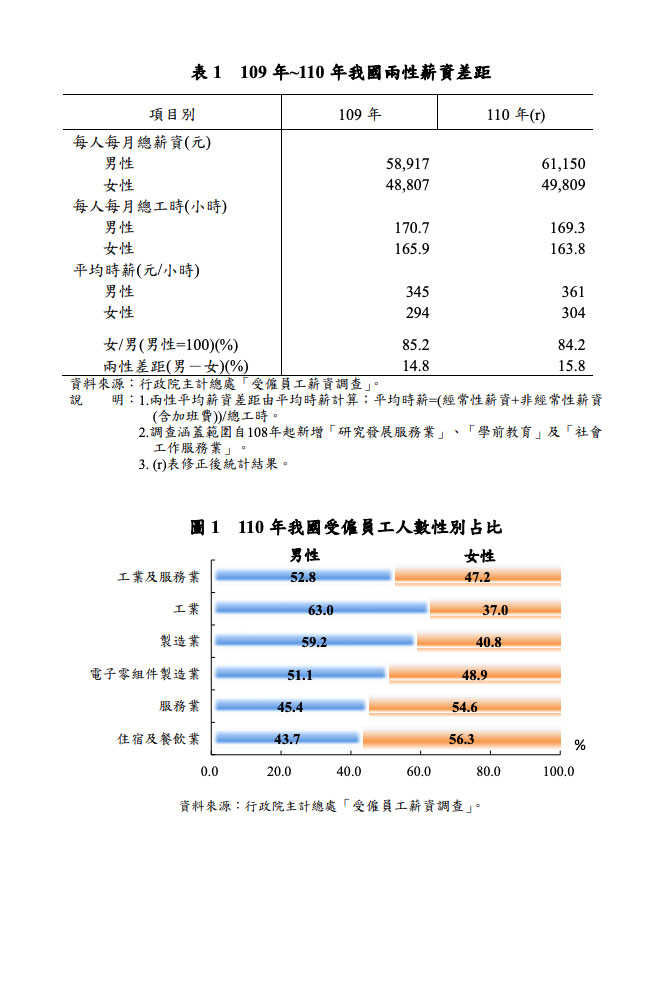 表 1　109 年~110 年我國兩性薪資差距
項目別　109 年　110 年(r)
每人每月總薪資(元)
男性　58,917　61,150
女性　48,807　49,809
每人每月總工時(小時)
男性　170.7　169.3
女性　165.9　163.8
平均時薪(元/小時)
男性　345　361
女性　294　304
女/男(男性=100)(%)　85.2　84.2
兩性差距(男－女)(%)　14.8　15.8
資料來源：行政院主計總處「受僱員工薪資調查」。
說　　明：1.兩性平均薪資差距由平均時薪計算；平均時薪=(經常性薪資+非經常性薪資
(含加班費))/總工時。
2.調查涵蓋範圍自108年起新增「研究發展服務業」、「學前教育」及「社會
工作服務業」。
3. (r)表修正後統計結果。
圖 1　110 年我國受僱員工人數性別占比
男性　女性
工業及服務業　52.8　47.2
工業　63.0　37.0
製造業　59.2　40.8
電子零組件製造業　51.1　48.9
服務業　45.4　54.6
住宿及餐飲業　43.7　56.3
%
0.0　20.0　40.0　60.0　80.0　100.0
資料來源：行政院主計總處「受僱員工薪資調查」。